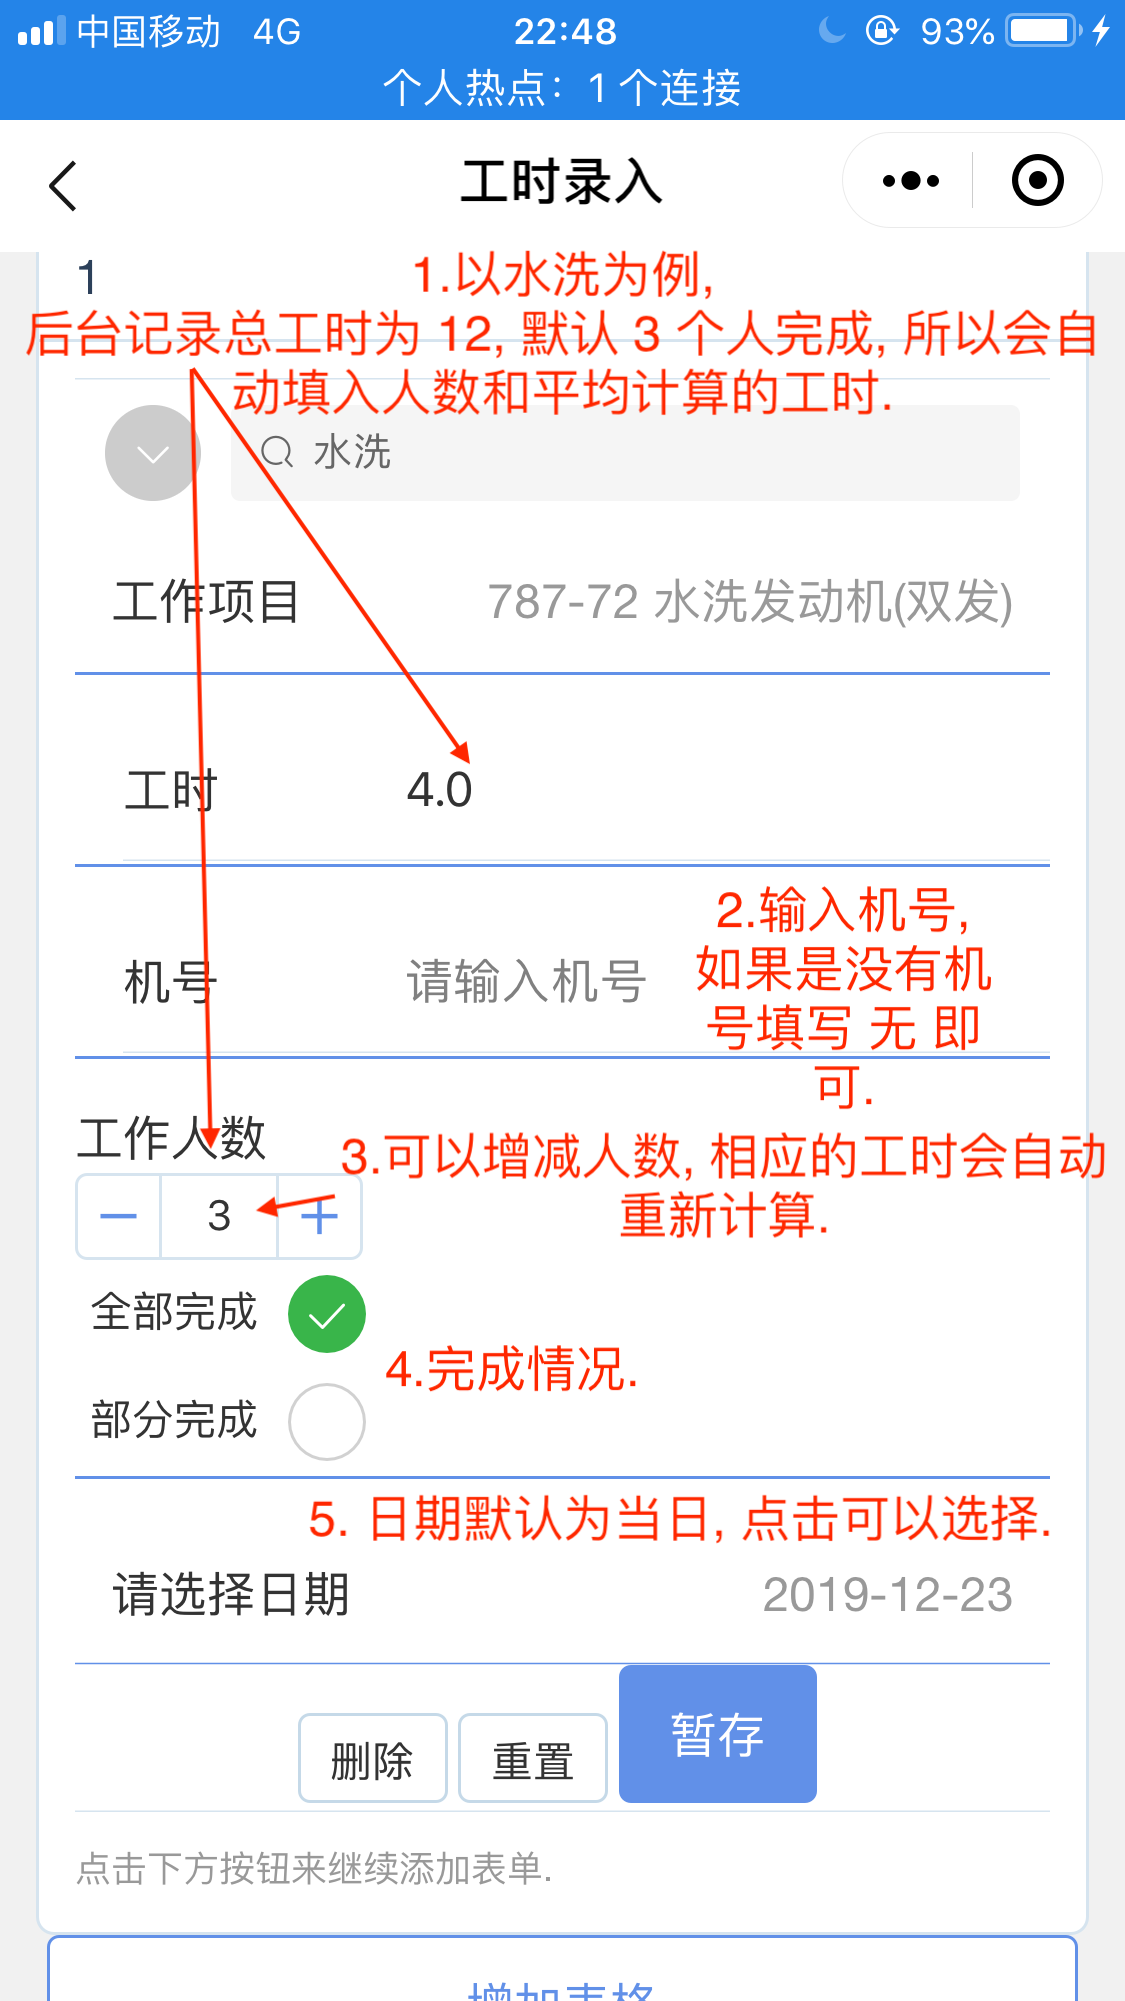 中国移动 4G 22:48 93%
个人热点：1 个连接
工时录入
1
1.以水洗为例,
后台记录总工时为 12, 默认 3 个人完成, 所以会自
动填入人数和平均计算的工时.
水洗
工作项目 787-72 水洗发动机(双发)
工时 4.0
机号 请输入机号
2.输入机号,
如果是没有机
号填写 无 即
可.
工作人数
3.可以增减人数, 相应的工时会自动
重新计算.
3
全部完成
4.完成情况.
部分完成
5. 日期默认为当日, 点击可以选择.
请选择日期 2019-12-23
删除 重置 暂存
点击下方按钮来继续添加表单.
增加表格